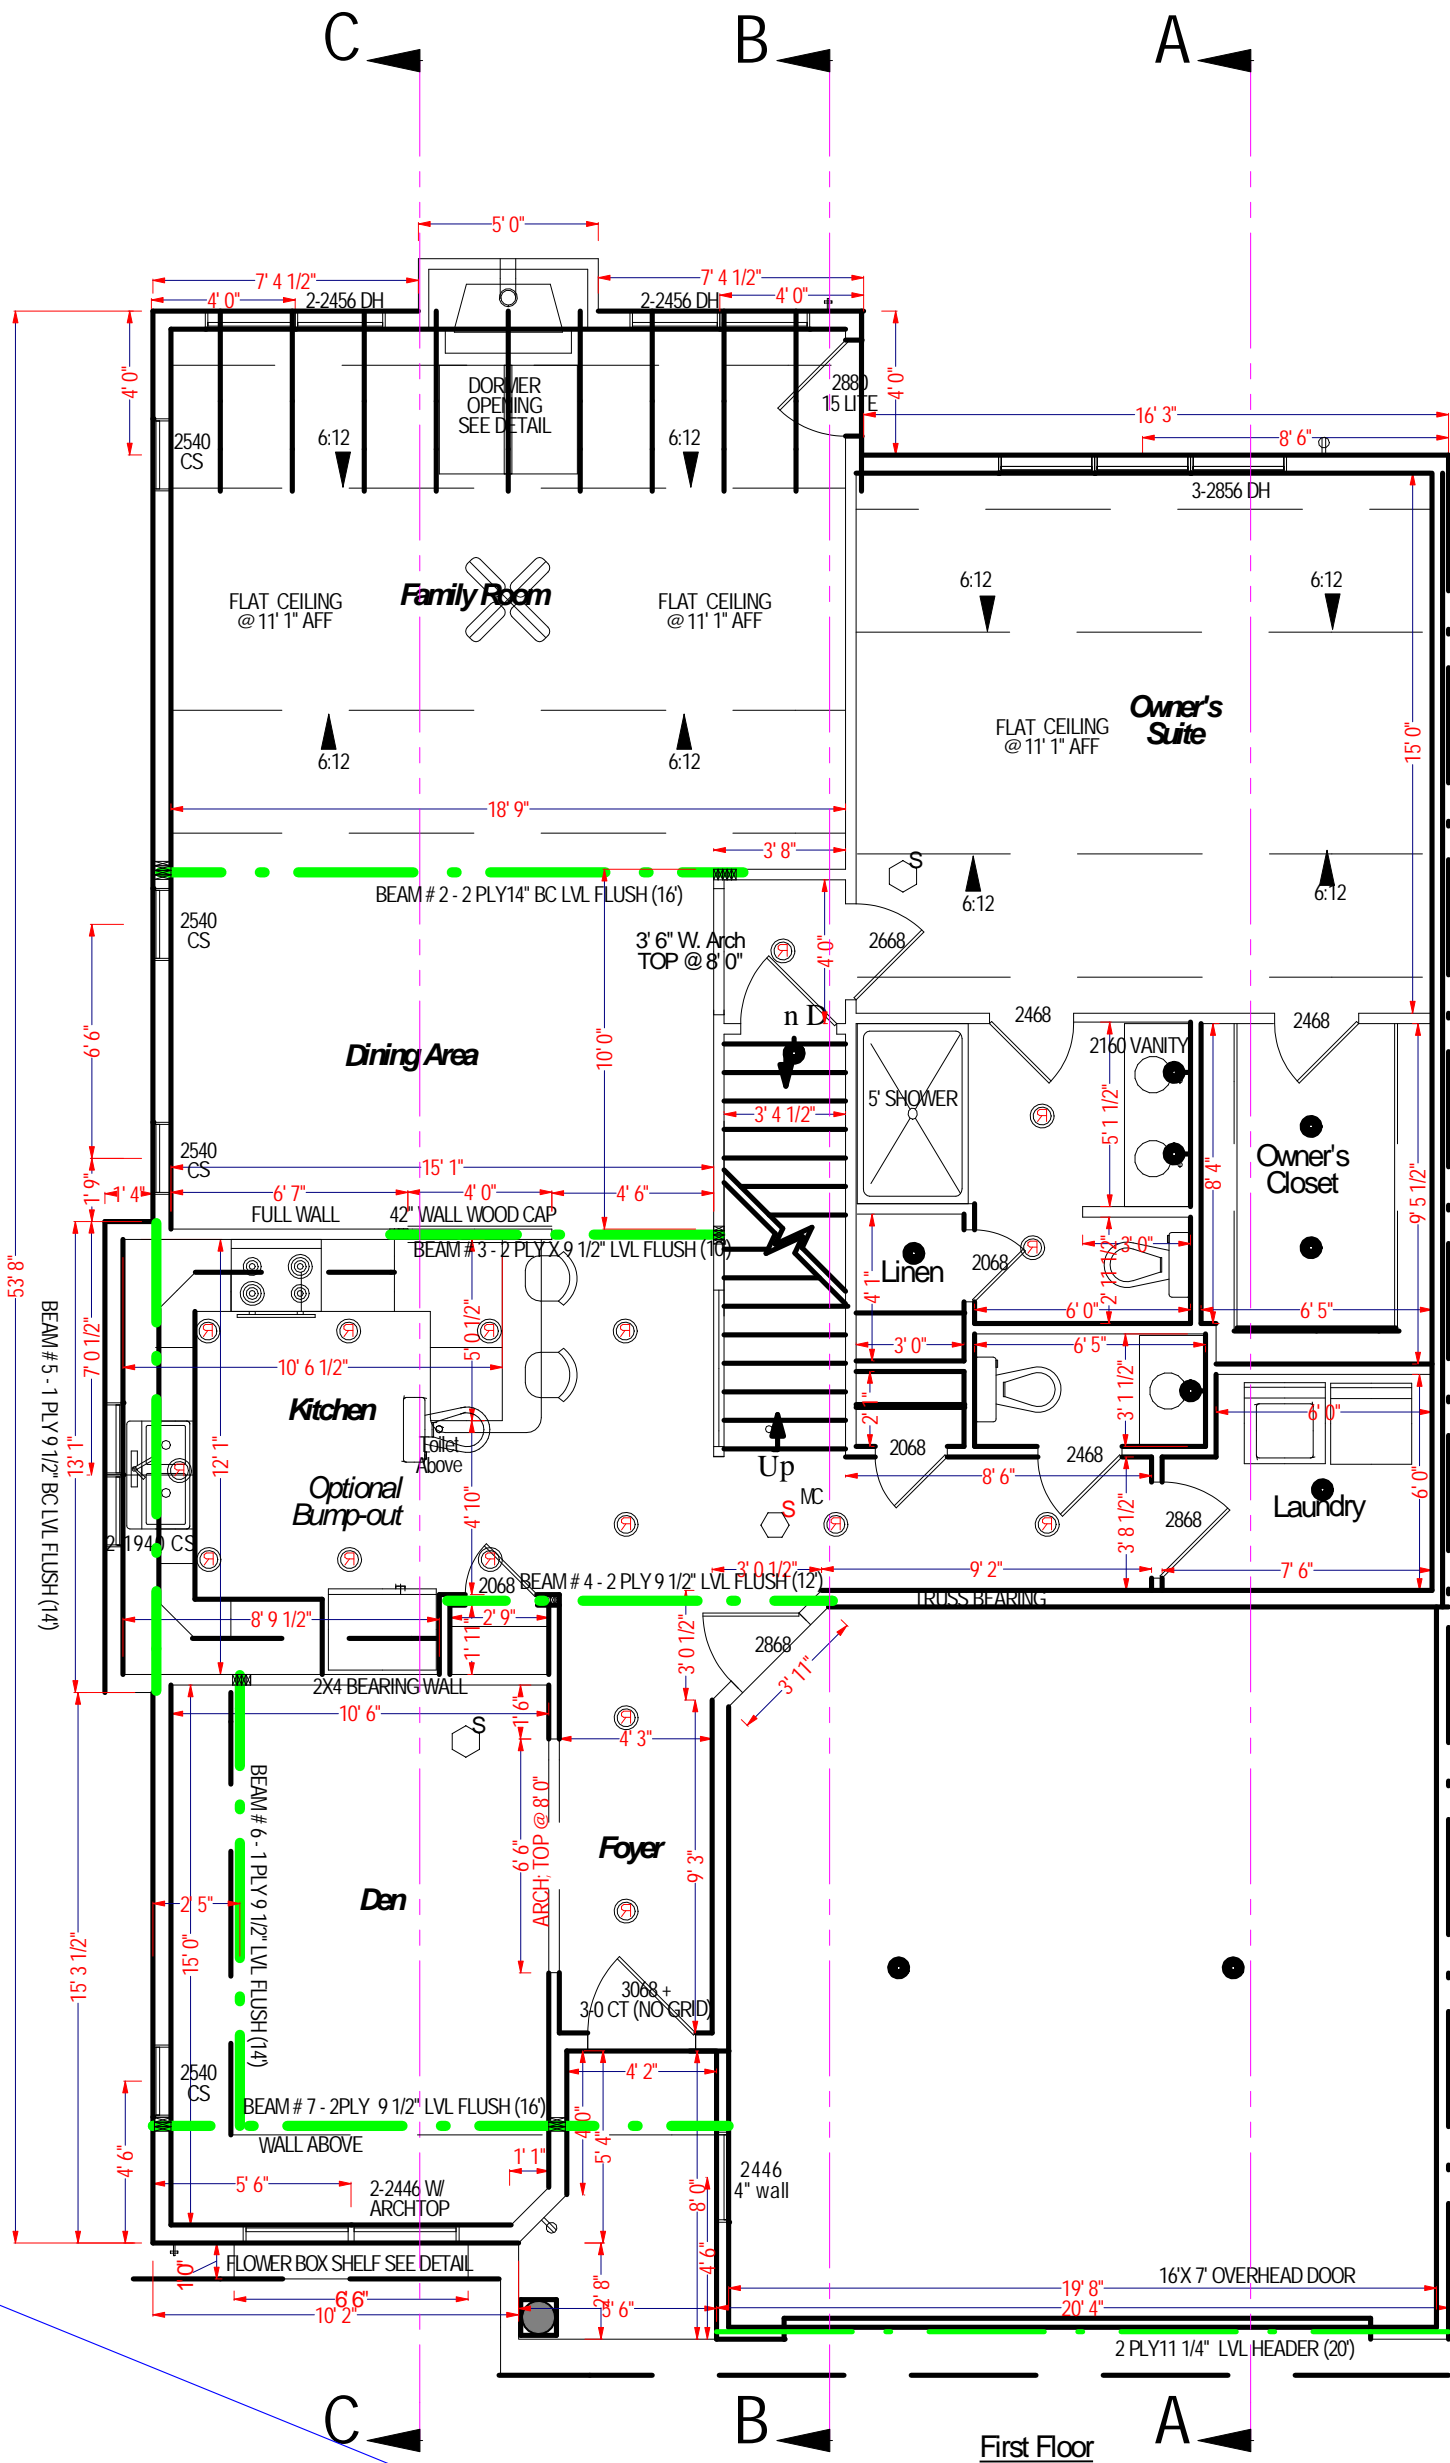 C
B
A
5' 0"
7' 4 1/2"
7' 4 1/2"
4' 0"
2-2456 DH
2-2456 DH
4' 0"
4' 0"
4' 0"
DORMER
OPENING
SEE DETAIL
2880
15 LITE
16' 3"
8' 6"
2540
CS
6:12
6:12
3-2856 DH
Family Room
FLAT CEILING
@ 11' 1" AFF
FLAT CEILING
@ 11' 1" AFF
6:12
6:12
Owner's
Suite
FLAT CEILING
@ 11' 1" AFF
15' 0"
6:12
6:12
18' 9"
3' 8"
S
BEAM # 2 - 2 PLY14" BC LVL FLUSH (16')
6:12
6:12
2540
CS
3' 6" W. Arch
TOP @ 8' 0"
R
4' 0"
2668
6' 6"
10' 0"
n D
2468
2468
Dining Area
2160 VANITY
5' SHOWER
3' 4 1/2"
R
5' 1 1/2"
8' 4"
Owner's
Closet
9' 5 1/2"
2540
CS
15' 1"
1' 9"
1' 4"
6' 7"
4' 0"
4' 6"
FULL WALL
42" WALL WOOD CAP
BEAM # 3 - 2 PLY X 9 1/2" LVL FLUSH (10')
R
3' 0"
2' 11 1/2"
2068
Linen
4' 1"
6' 0"
6' 5"
53' 8"
BEAM # 5 - 1 PLY 9 1/2" BC LVL FLUSH (14')
7' 0 1/2"
13' 1"
12' 1"
R
R
R
R
5' 0 1/2"
10' 6 1/2"
3' 0"
6' 5"
3' 1 1/2"
Kitchen
2' 1"
6' 0"
Toilet
Above
Optional
Bump-out
R
2-1940 CS
4' 10"
Up
2068
2468
8' 6"
6' 0"
MC
S
R
R
R
3' 8 1/2"
2868
Laundry
R
R
R
2068
3' 0 1/2"
9' 2"
7' 6"
BEAM # 4 - 2 PLY 9 1/2" LVL FLUSH (12')
TRUSS BEARING
8' 9 1/2"
2' 9"
1' 11"
3' 0 1/2"
2868
3' 11"
2X4 BEARING WALL
10' 6"
1' 6"
S
R
4' 3"
BEAM # 6 - 1 PLY 9 1/2" LVL FLUSH (14')
6' 6"
ARCH; TOP @ 8' 0"
Foyer
9' 3"
2' 5"
Den
R
15' 0"
15' 3 1/2"
3068 +
3-0 CT (NO GRID)
2540
CS
4' 2"
BEAM # 7 - 2PLY 9 1/2" LVL FLUSH (16')
4' 0"
5' 4"
8' 0"
WALL ABOVE
1' 1"
4' 6"
5' 6"
2-2446 W/
ARCHTOP
2446
4" wall
4' 6"
1' 0"
FLOWER BOX SHELF SEE DETAIL
6' 6"
10' 2"
2' 8"
5' 6"
16'X 7' OVERHEAD DOOR
19' 8"
20' 4"
2 PLY11 1/4" LVL HEADER (20')
C
B
A
First Floor